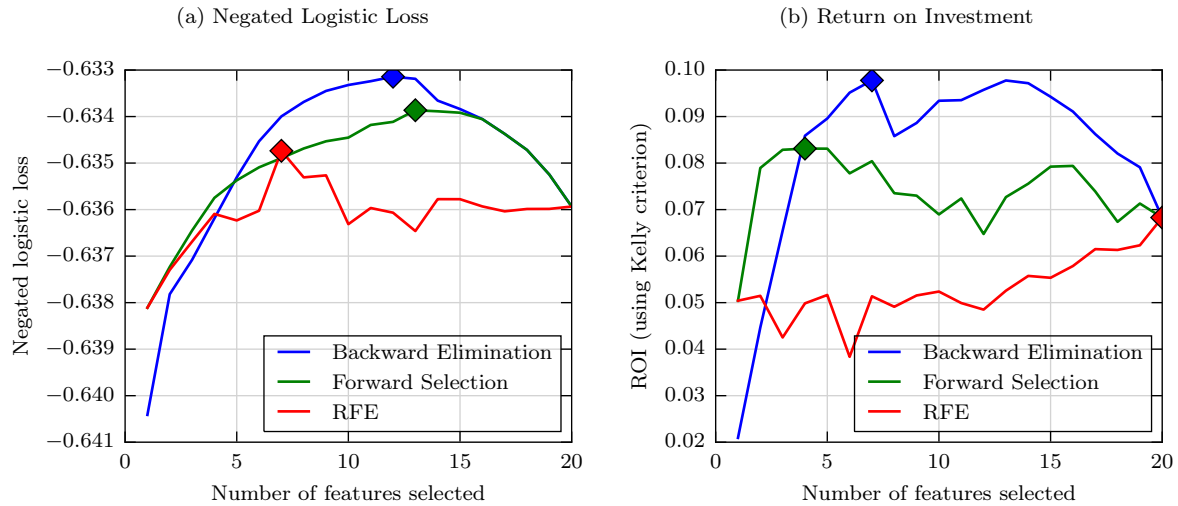 (a) Negated Logistic Loss
−0.633
−0.634
−0.635
−0.636
−0.637
−0.638
−0.639
−0.640
−0.641
Negated logistic loss
0
5
10
15
20
Number of features selected
Backward Elimination
Forward Selection
RFE
(b) Return on Investment
0.10
0.09
0.08
0.07
0.06
0.05
0.04
0.03
0.02
ROI (using Kelly criterion)
0
5
10
15
20
Number of features selected
Backward Elimination
Forward Selection
RFE